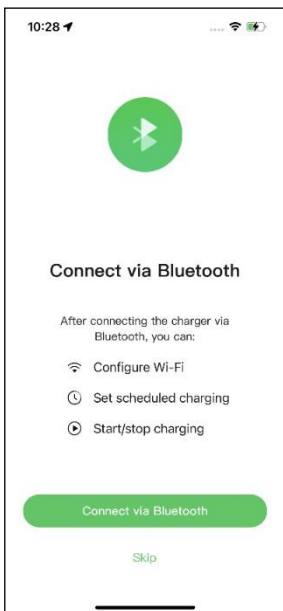 10:28
Connect via Bluetooth
After connecting the charger via
Bluetooth, you can:
Configure Wi-Fi
Set scheduled charging
Start/stop charging
Connect via Bluetooth
Skip